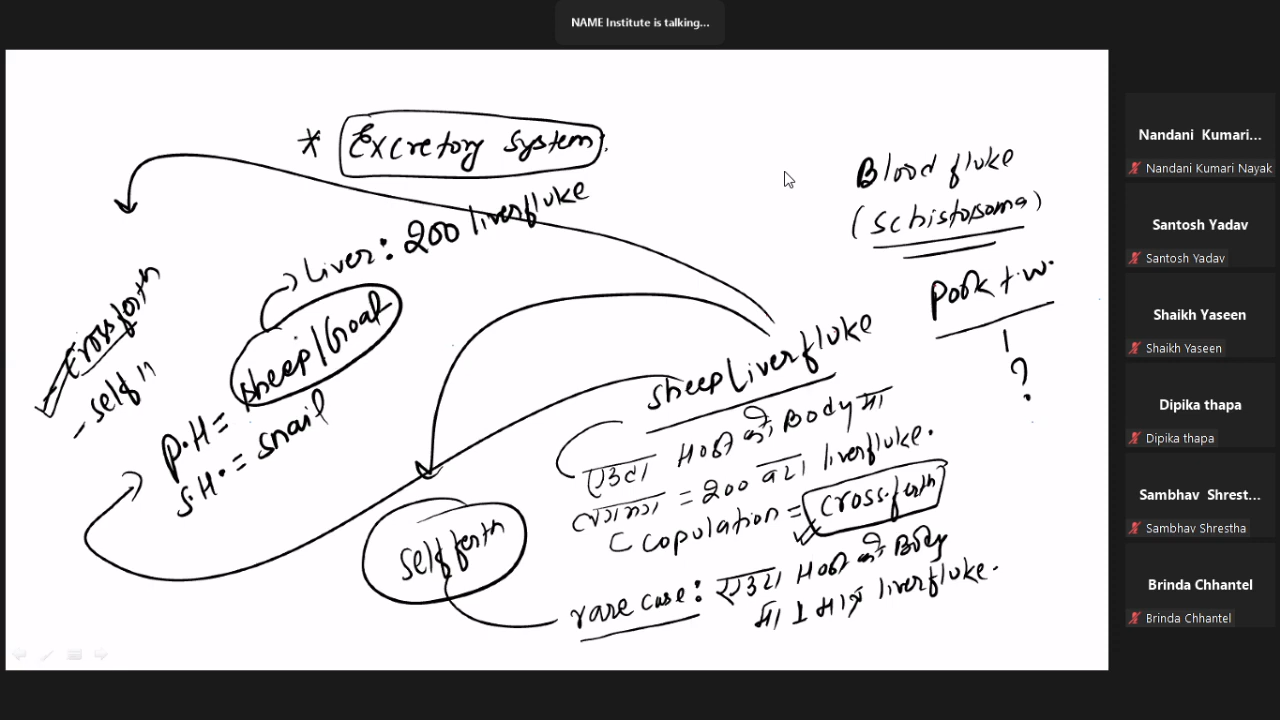 NAME Institute is talking...
* Excretory system.
→ Liver: 200 liverfluke
- Cross ferth
- self "
P.H = sheep/Goat
S.H. = snail
Blood fluke
(Schistosoma)
Pork t.w.
?
sheep liverfluke
एउटा Host को Body मा
लगभग = 200 वटा liverfluke.
copulation = cross-ferth
self ferth
rare case: एउटा Host को Body
मा 1 मात्र liverfluke.
Nandani Kumari...
Nandani Kumari Nayak
Santosh Yadav
Santosh Yadav
Shaikh Yaseen
Shaikh Yaseen
Dipika thapa
Dipika thapa
Sambhav Shrest...
Sambhav Shrestha
Brinda Chhantel
Brinda Chhantel